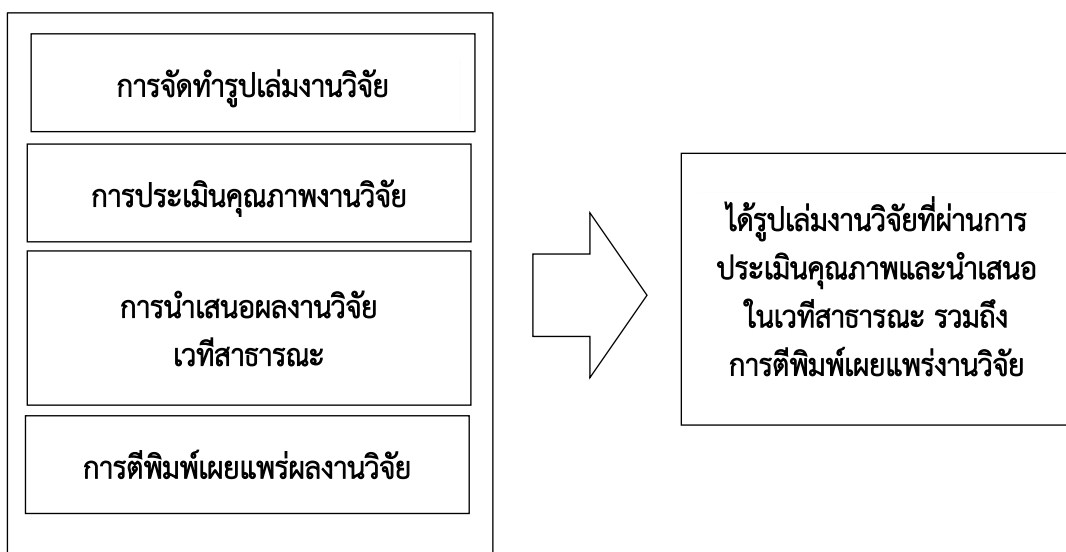 การจัดทำรูปเล่มงานวิจัย
การประเมินคุณภาพงานวิจัย
การนำเสนอผลงานวิจัย
เวทีสาธารณะ
การตีพิมพ์เผยแพร่ผลงานวิจัย
ได้รูปเล่มงานวิจัยที่ผ่านการ
ประเมินคุณภาพและนำเสนอ
ในเวทีสาธารณะ รวมถึง
การตีพิมพ์เผยแพร่งานวิจัย